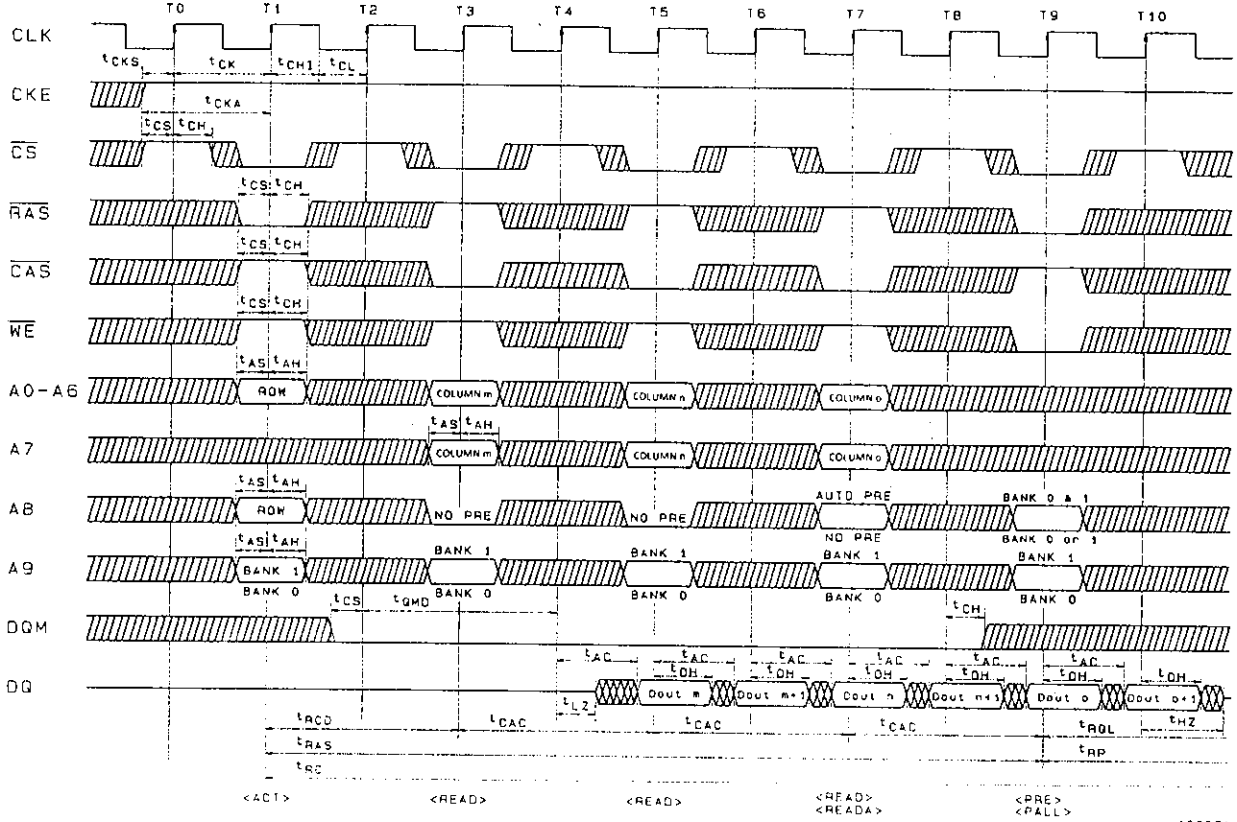 T0 T1 T2 T3 T4 T5 T6 T7 T8 T9 T10
CLK
tCKS tCK tCH1 tCL
CKE
tCKA
tCS tCH
CS
tCS tCH
RAS
tCS tCH
CAS
tCS tCH
WE
tAS tAH
A0-A6 ROW COLUMN m COLUMN n COLUMN o
tAS tAH
A7 COLUMN m COLUMN n COLUMN o
tAS tAH AUTO PRE BANK 0 & 1
A8 ROW NO PRE NO PRE
NO PRE BANK 0 or 1
tAS tAH BANK 1 BANK 1 BANK 1 BANK 1
A9 BANK 1
BANK 0 BANK 0 BANK 0 BANK 0 BANK 0
tCS tQMD tCH
DQM
tAC tAC tAC tAC tAC tAC
tOH tOH tOH tOH tOH tOH
DQ Dout m Dout m+1 Dout n Dout n+1 Dout o Dout o+1
tLZ
tRCD tCAC tCAC tCAC tRQL tHZ
tRAS tRP
tRC
<ACT> <READ> <READ> <READ> <PRE>
<READA> <PALL>